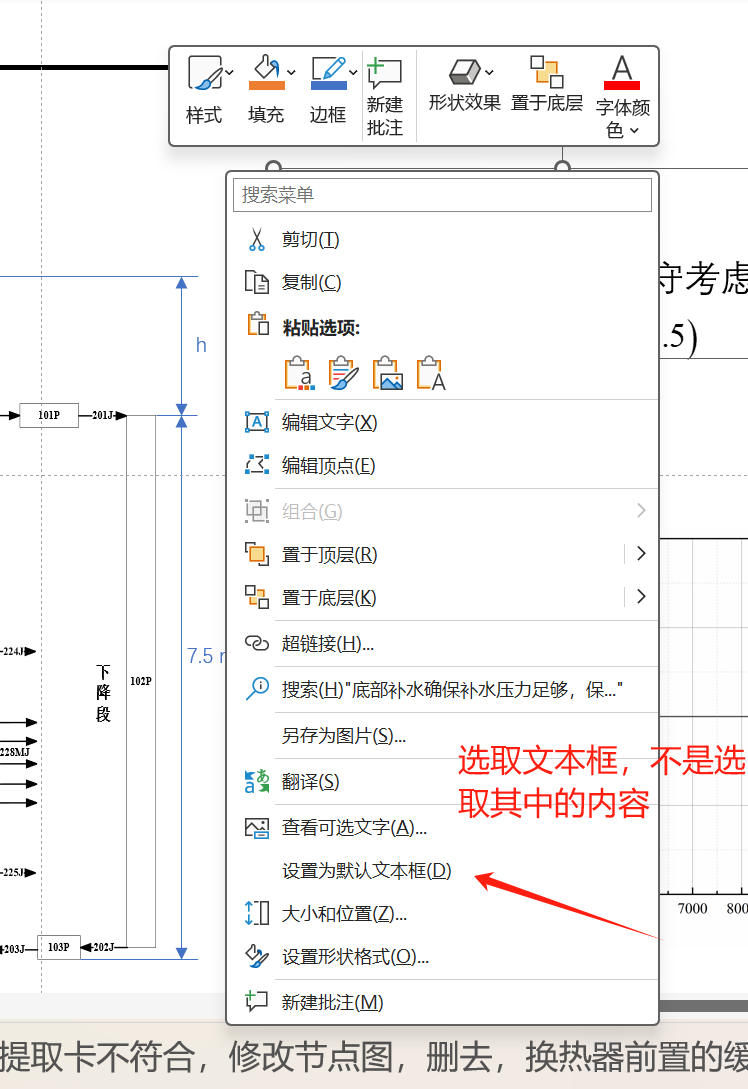 样式
填充
边框
新建
批注
形状效果
置于底层
字体颜
色
搜索菜单
剪切(T)
复制(C)
粘贴选项:
编辑文字(X)
编辑顶点(E)
组合(G)
置于顶层(R)
置于底层(K)
超链接(H)...
搜索(H)"底部补水确保补水压力足够，保..."
另存为图片(S)...
翻译(S)
查看可选文字(A)...
设置为默认文本框(D)
大小和位置(Z)...
设置形状格式(O)...
新建批注(M)
选取文本框，不是选
取其中的内容
守考虑
.5)
h
101P
201J
7.5
224J
下
降
段
102P
228MJ
225J
203J
103P
202J
7000
800
提取卡不符合，修改节点图，删去，换热器前置的缓